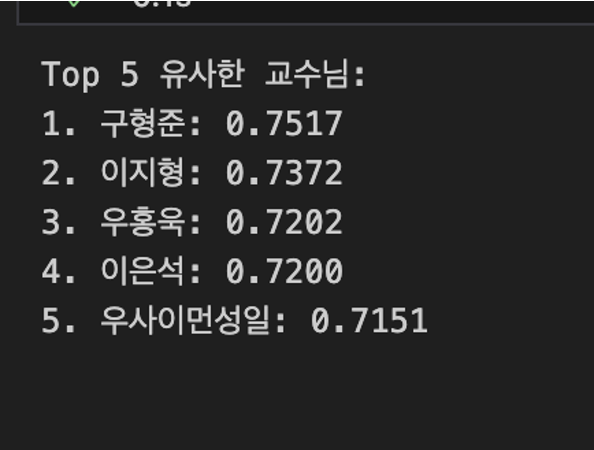 Top 5 유사한 교수님:
1. 구형준: 0.7517
2. 이지형: 0.7372
3. 우홍욱: 0.7202
4. 이은석: 0.7200
5. 우사이먼성일: 0.7151